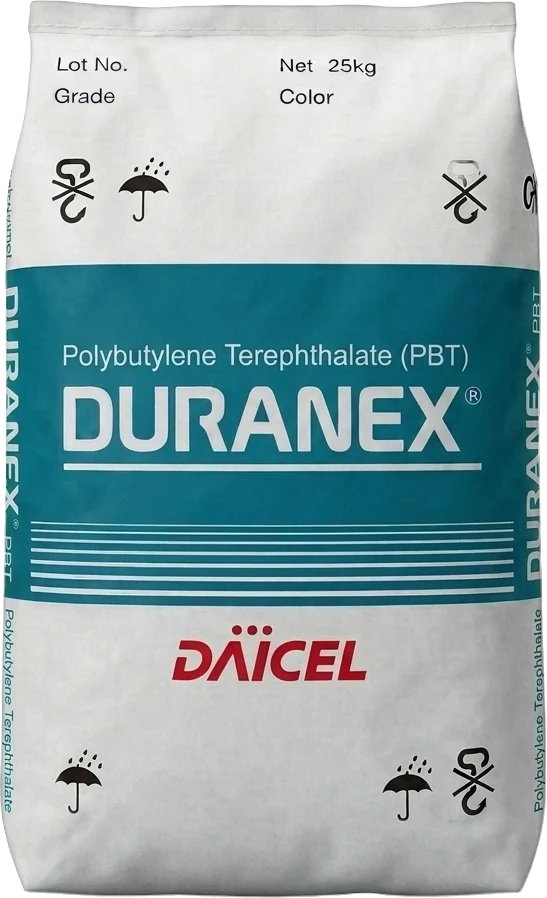 Lot No.
Net 25kg
Grade
Color
Polybutylene Terephthalate (PBT)
DURANEX®
DAICEL
DURANEX® PBT
Polybutylene Terephthalate
DURANEX® PBT
Polybutylene Terephthalate